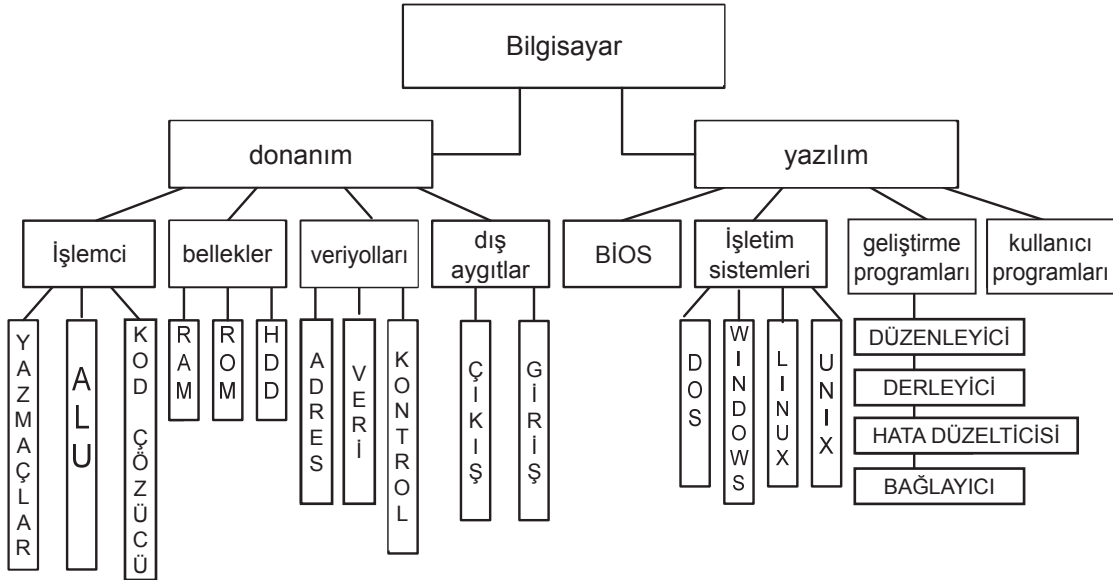 Bilgisayar
donanım
yazılım
İşlemci
bellekler
veriyolları
dış
aygıtlar
BİOS
İşletim
sistemleri
geliştirme
programları
kullanıcı
programları
YAZMAÇLAR
ALU
KOD ÇÖZÜCÜ
RAM
ROM
HDD
ADRES
VERİ
KONTROL
ÇIKIŞ
GİRİŞ
DOS
WINDOWS
LINUX
UNIX
DÜZENLEYİCİ
DERLEYİCİ
HATA DÜZELTİCİSİ
BAĞLAYICI